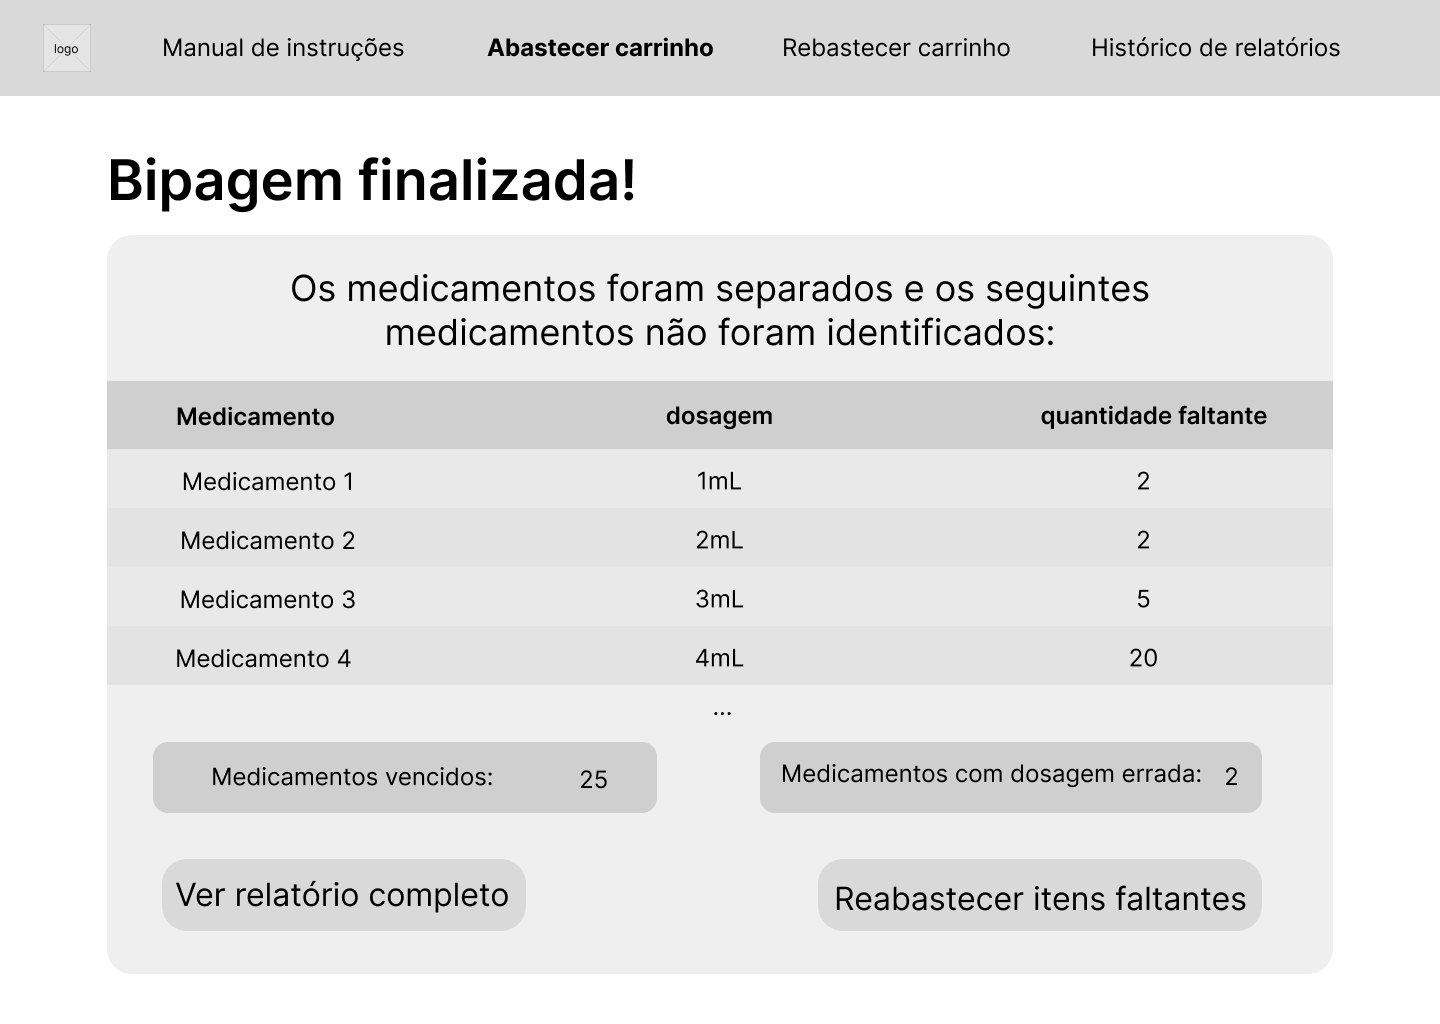 logo
Manual de instruções
Abastecer carrinho
Rebastecer carrinho
Histórico de relatórios
Bipagem finalizada!
Os medicamentos foram separados e os seguintes
medicamentos não foram identificados:
Medicamento dosagem quantidade faltante
Medicamento 1 1mL 2
Medicamento 2 2mL 2
Medicamento 3 3mL 5
Medicamento 4 4mL 20
...
Medicamentos vencidos: 25
Medicamentos com dosagem errada: 2
Ver relatório completo
Reabastecer itens faltantes